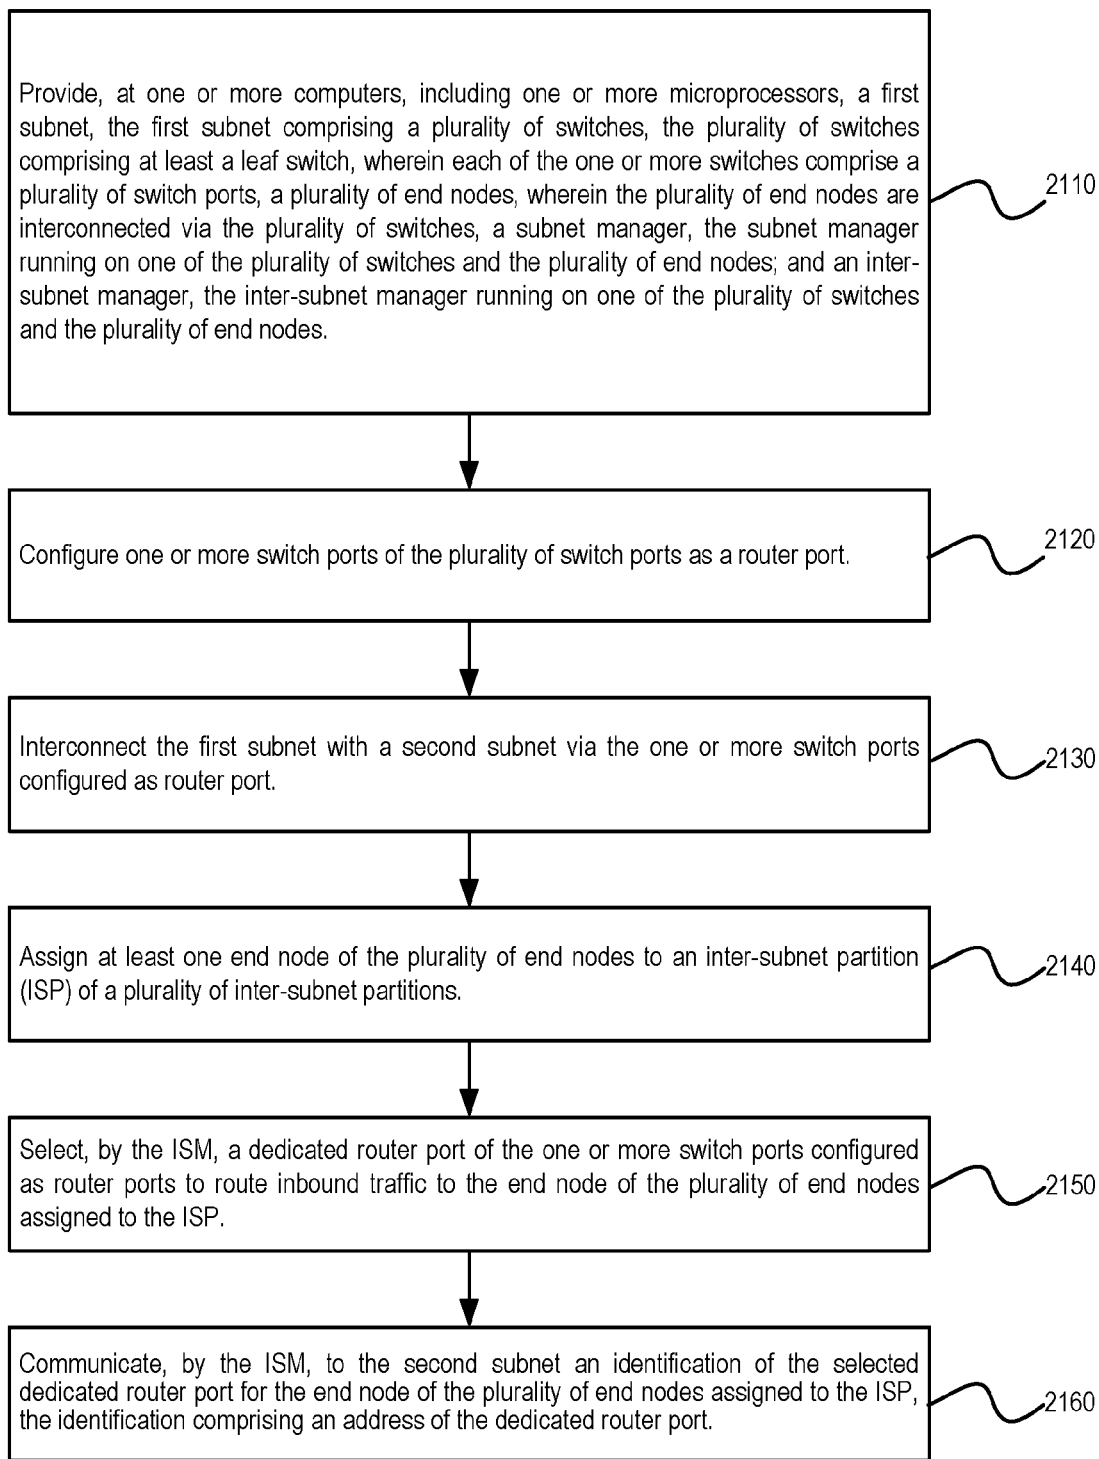 Provide, at one or more computers, including one or more microprocessors, a first
subnet, the first subnet comprising a plurality of switches, the plurality of switches
comprising at least a leaf switch, wherein each of the one or more switches comprise a
plurality of switch ports, a plurality of end nodes, wherein the plurality of end nodes are
interconnected via the plurality of switches, a subnet manager, the subnet manager
running on one of the plurality of switches and the plurality of end nodes; and an inter-
subnet manager, the inter-subnet manager running on one of the plurality of switches
and the plurality of end nodes.
2110
Configure one or more switch ports of the plurality of switch ports as a router port.
2120
Interconnect the first subnet with a second subnet via the one or more switch ports
configured as router port.
2130
Assign at least one end node of the plurality of end nodes to an inter-subnet partition
(ISP) of a plurality of inter-subnet partitions.
2140
Select, by the ISM, a dedicated router port of the one or more switch ports configured
as router ports to route inbound traffic to the end node of the plurality of end nodes
assigned to the ISP.
2150
Communicate, by the ISM, to the second subnet an identification of the selected
dedicated router port for the end node of the plurality of end nodes assigned to the ISP,
the identification comprising an address of the dedicated router port.
2160